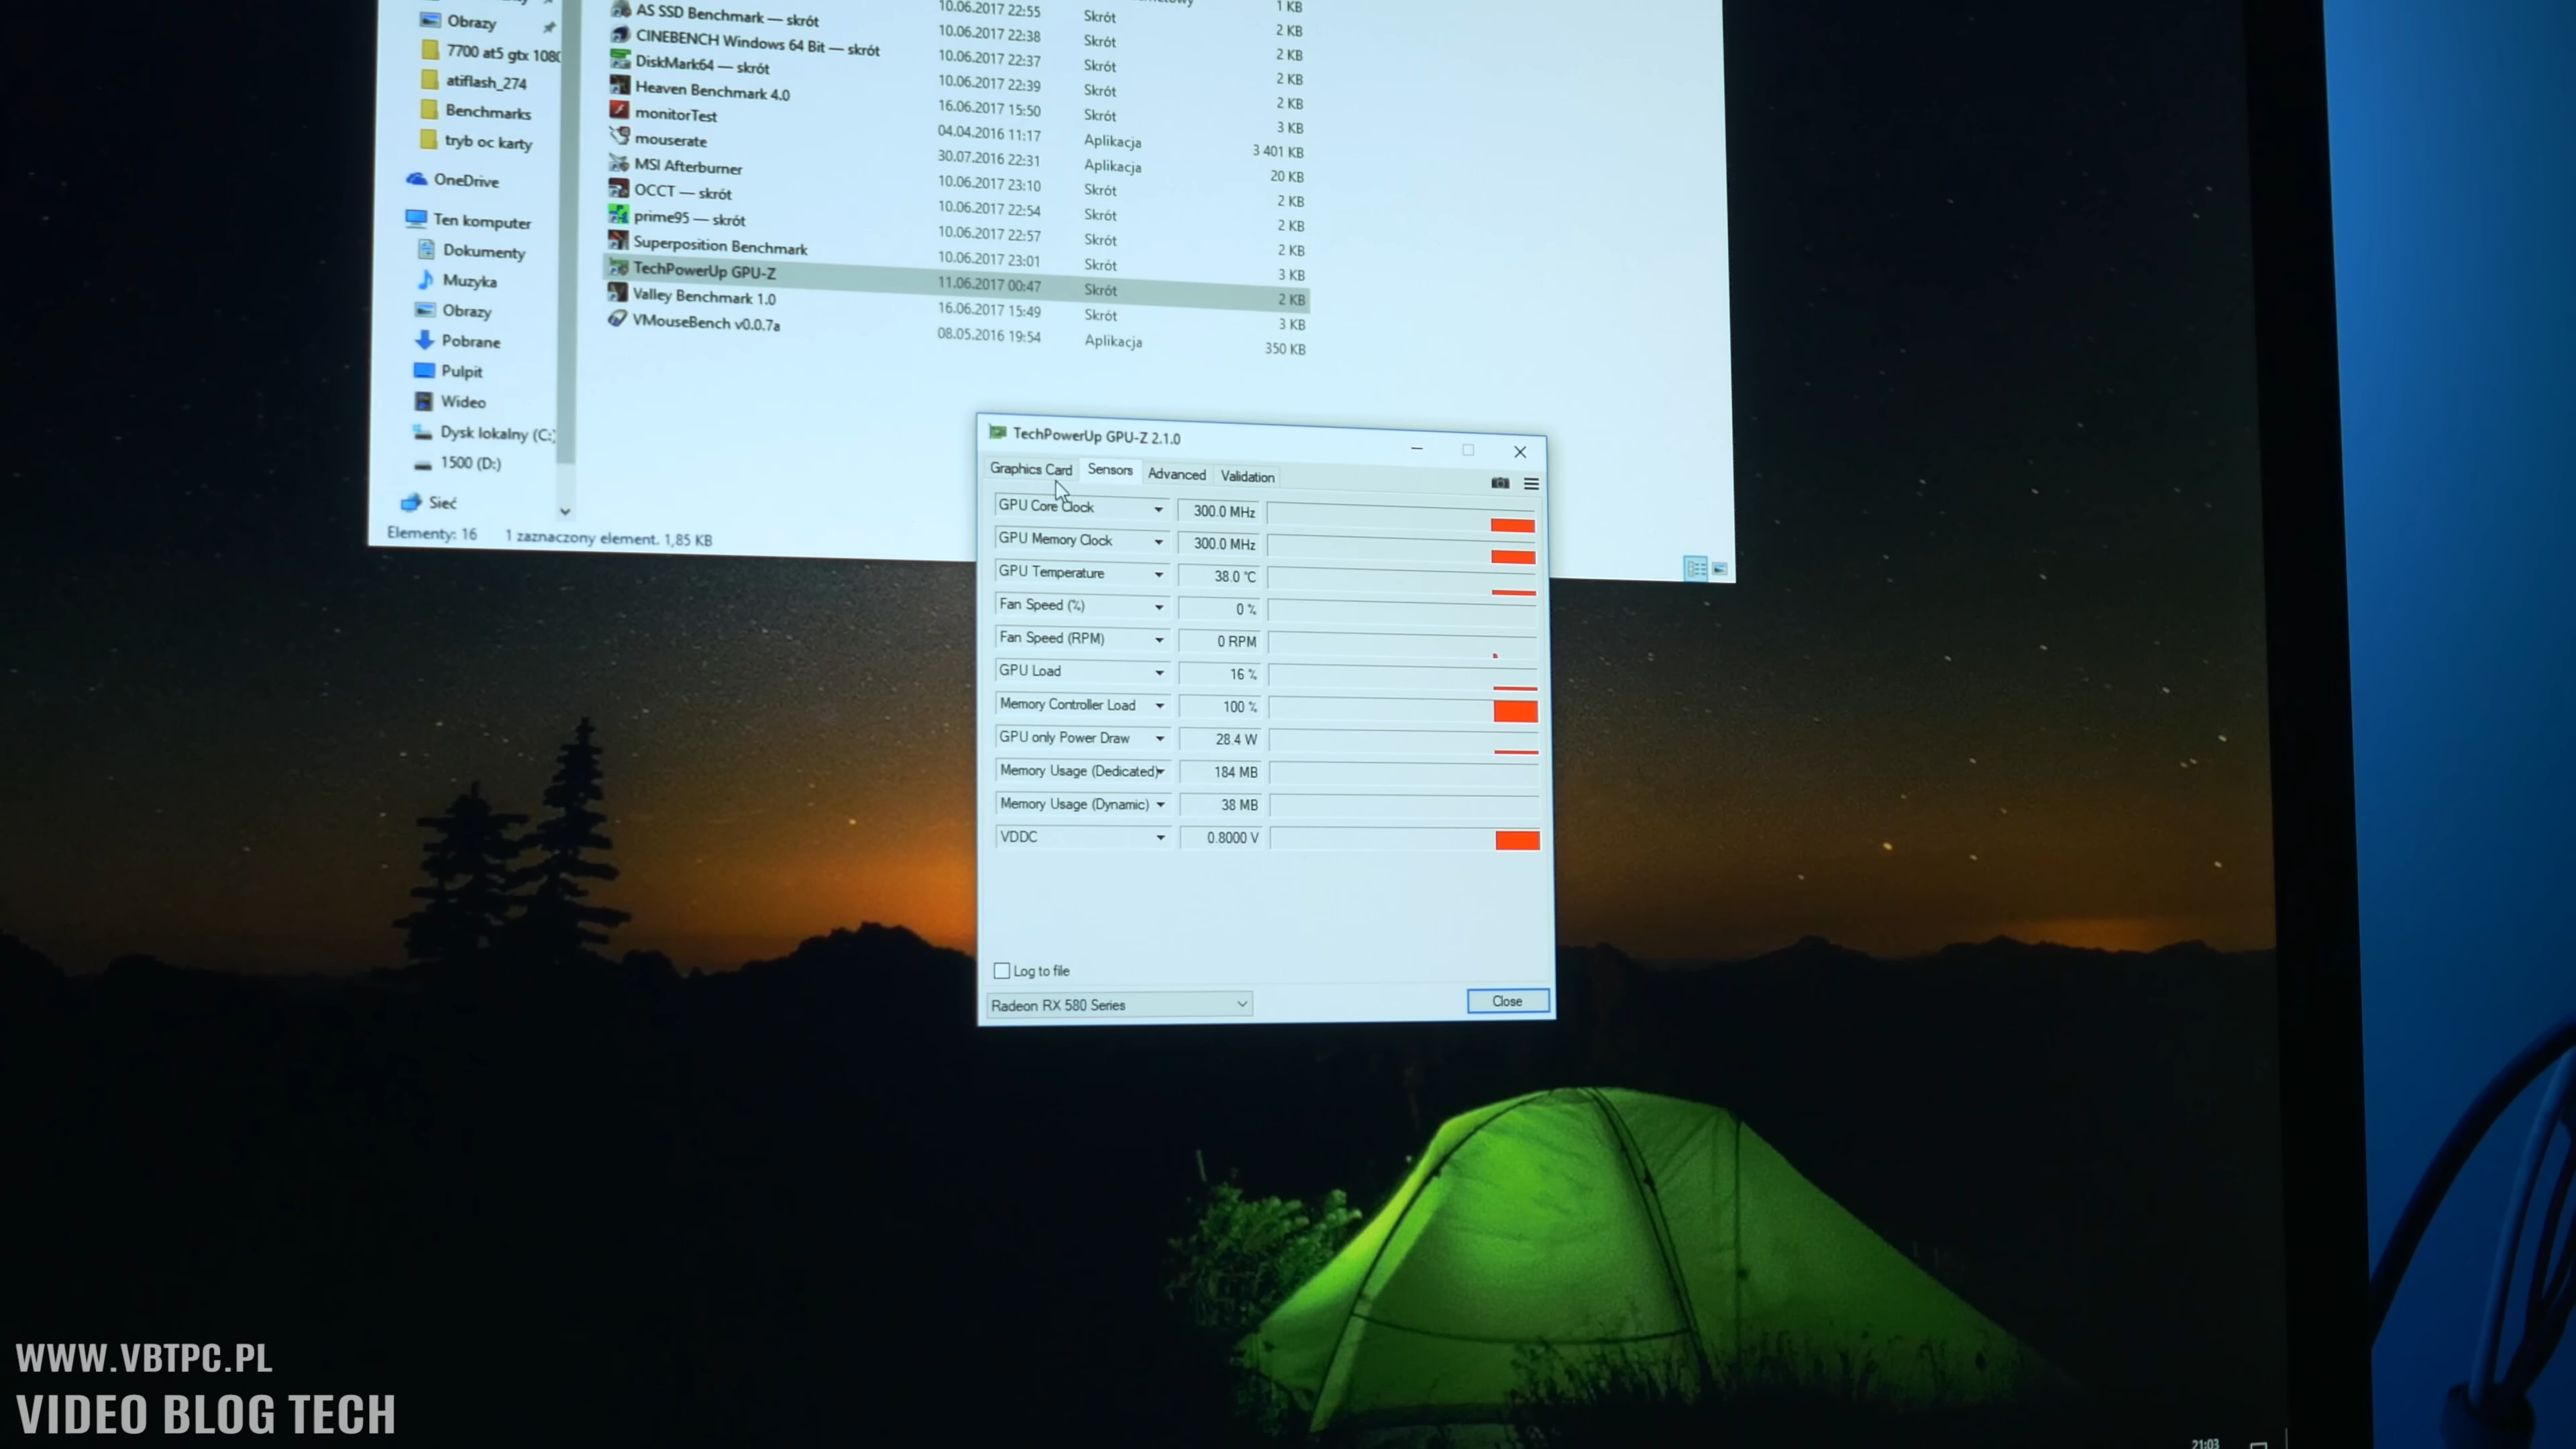 Obrazy
7700 at5 gtx 108
atiflash_274
Benchmarks
tryb oc karty
OneDrive
Ten komputer
Dokumenty
Muzyka
Obrazy
Pobrane
Pulpit
Wideo
Dysk lokalny (C:)
1500 (D:)
Sieć
1 KB
AS SSD Benchmark — skrót 10.06.2017 22:55 Skrót 2 KB
CINEBENCH Windows 64 Bit — skrót 10.06.2017 22:38 Skrót 2 KB
DiskMark64 — skrót 10.06.2017 22:37 Skrót 2 KB
Heaven Benchmark 4.0 10.06.2017 22:39 Skrót 2 KB
monitorTest 16.06.2017 15:50 Skrót 3 KB
mouserate 04.04.2016 11:17 Aplikacja 3 401 KB
MSI Afterburner 30.07.2016 22:31 Aplikacja 20 KB
OCCT — skrót 10.06.2017 23:10 Skrót 2 KB
prime95 — skrót 10.06.2017 22:54 Skrót 2 KB
Superposition Benchmark 10.06.2017 22:57 Skrót 2 KB
TechPowerUp GPU-Z 10.06.2017 23:01 Skrót 3 KB
Valley Benchmark 1.0 11.06.2017 00:47 Skrót 2 KB
VMouseBench v0.0.7a 16.06.2017 15:49 Skrót 3 KB
08.05.2016 19:54 Aplikacja 350 KB
Elementy: 16 1 zaznaczony element. 1,85 KB
TechPowerUp GPU-Z 2.1.0
Graphics Card Sensors Advanced Validation
GPU Core Clock 300.0 MHz
GPU Memory Clock 300.0 MHz
GPU Temperature 38.0 °C
Fan Speed (%) 0 %
Fan Speed (RPM) 0 RPM
GPU Load 16 %
Memory Controller Load 100 %
GPU only Power Draw 28.4 W
Memory Usage (Dedicated) 184 MB
Memory Usage (Dynamic) 38 MB
VDDC 0.8000 V
Log to file
Radeon RX 580 Series Close
WWW.VBTPC.PL
VIDEO BLOG TECH
21:03